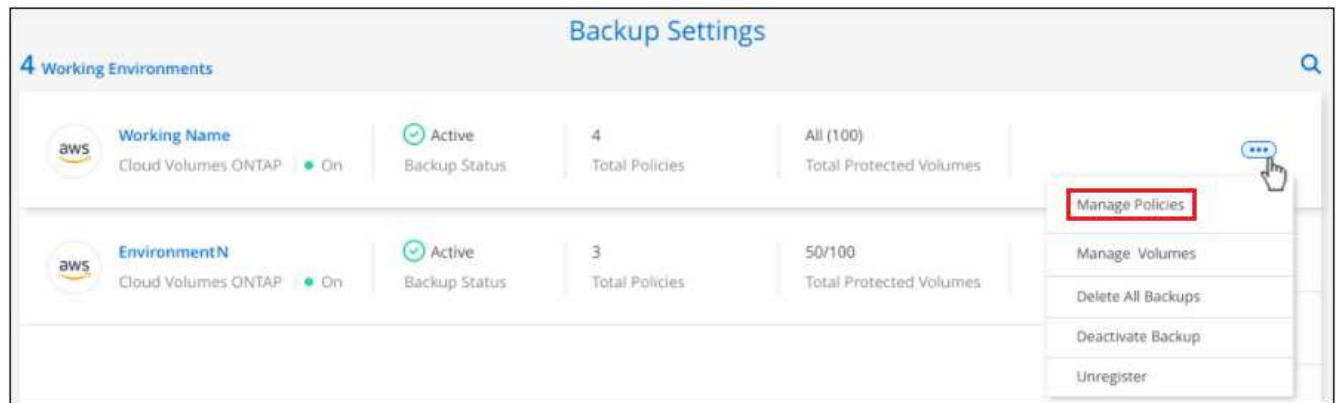 Backup Settings
4 Working Environments
aws
Working Name
Cloud Volumes ONTAP
On
Active
Backup Status
4
Total Policies
All (100)
Total Protected Volumes
Manage Policies
Manage Volumes
Delete All Backups
Deactivate Backup
Unregister
aws
EnvironmentN
Cloud Volumes ONTAP
On
Active
Backup Status
3
Total Policies
50/100
Total Protected Volumes